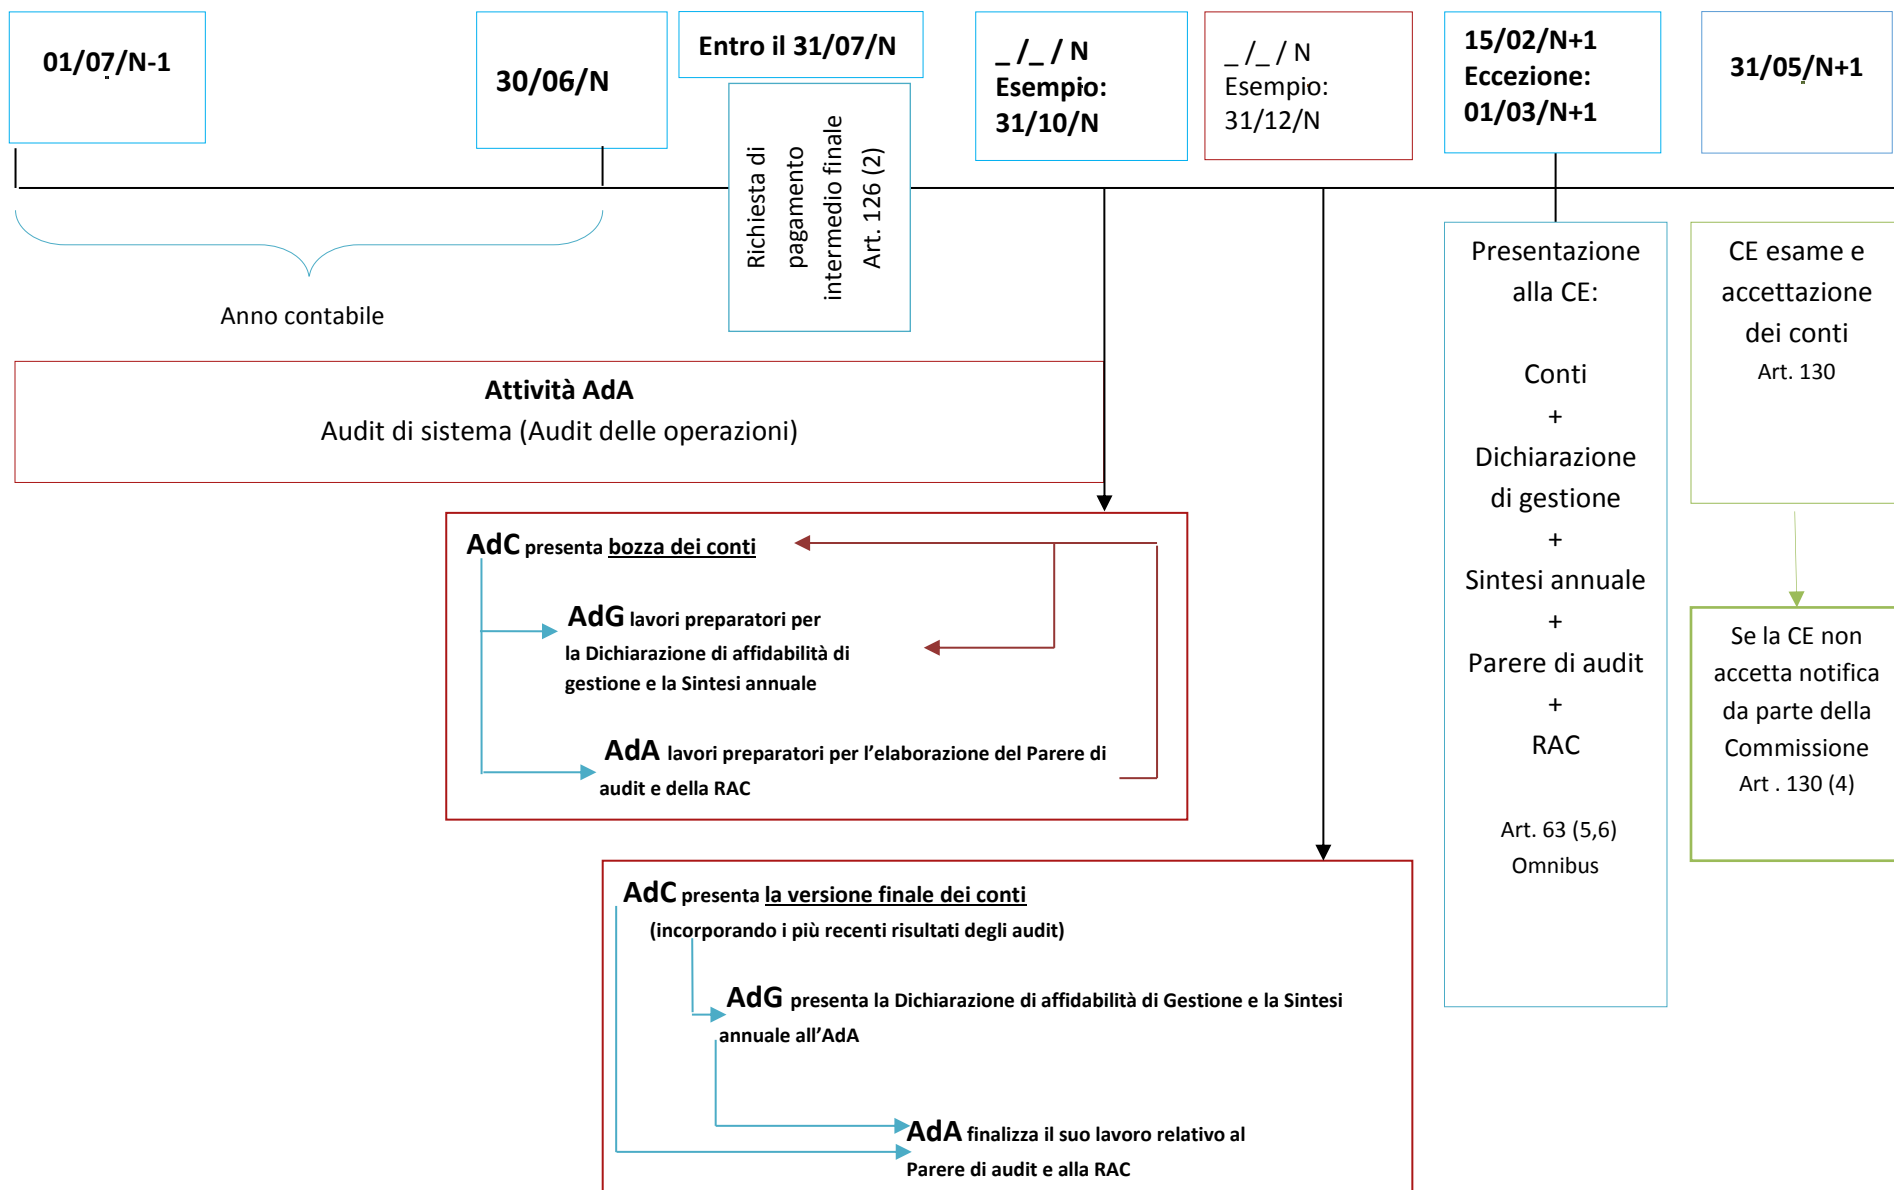 01/07/N-1
30/06/N
Entro il 31/07/N
_ /_ / N
Esempio:
31/10/N
_ /_ / N
Esempio:
31/12/N
15/02/N+1
Eccezione:
01/03/N+1
31/05/N+1
Richiesta di
pagamento
intermedio finale
Art. 126 (2)
Anno contabile
Attività AdA
Audit di sistema (Audit delle operazioni)
AdC presenta bozza dei conti
AdG lavori preparatori per
la Dichiarazione di affidabilità di
gestione e la Sintesi annuale
AdA lavori preparatori per l’elaborazione del Parere di
audit e della RAC
AdC presenta la versione finale dei conti
(incorporando i più recenti risultati degli audit)
AdG presenta la Dichiarazione di affidabilità di Gestione e la Sintesi
annuale all’AdA
AdA finalizza il suo lavoro relativo al
Parere di audit e alla RAC
Presentazione
alla CE:
Conti
+
Dichiarazione
di gestione
+
Sintesi annuale
+
Parere di audit
+
RAC
Art. 63 (5,6)
Omnibus
CE esame e
accettazione
dei conti
Art. 130
Se la CE non
accetta notifica
da parte della
Commissione
Art . 130 (4)